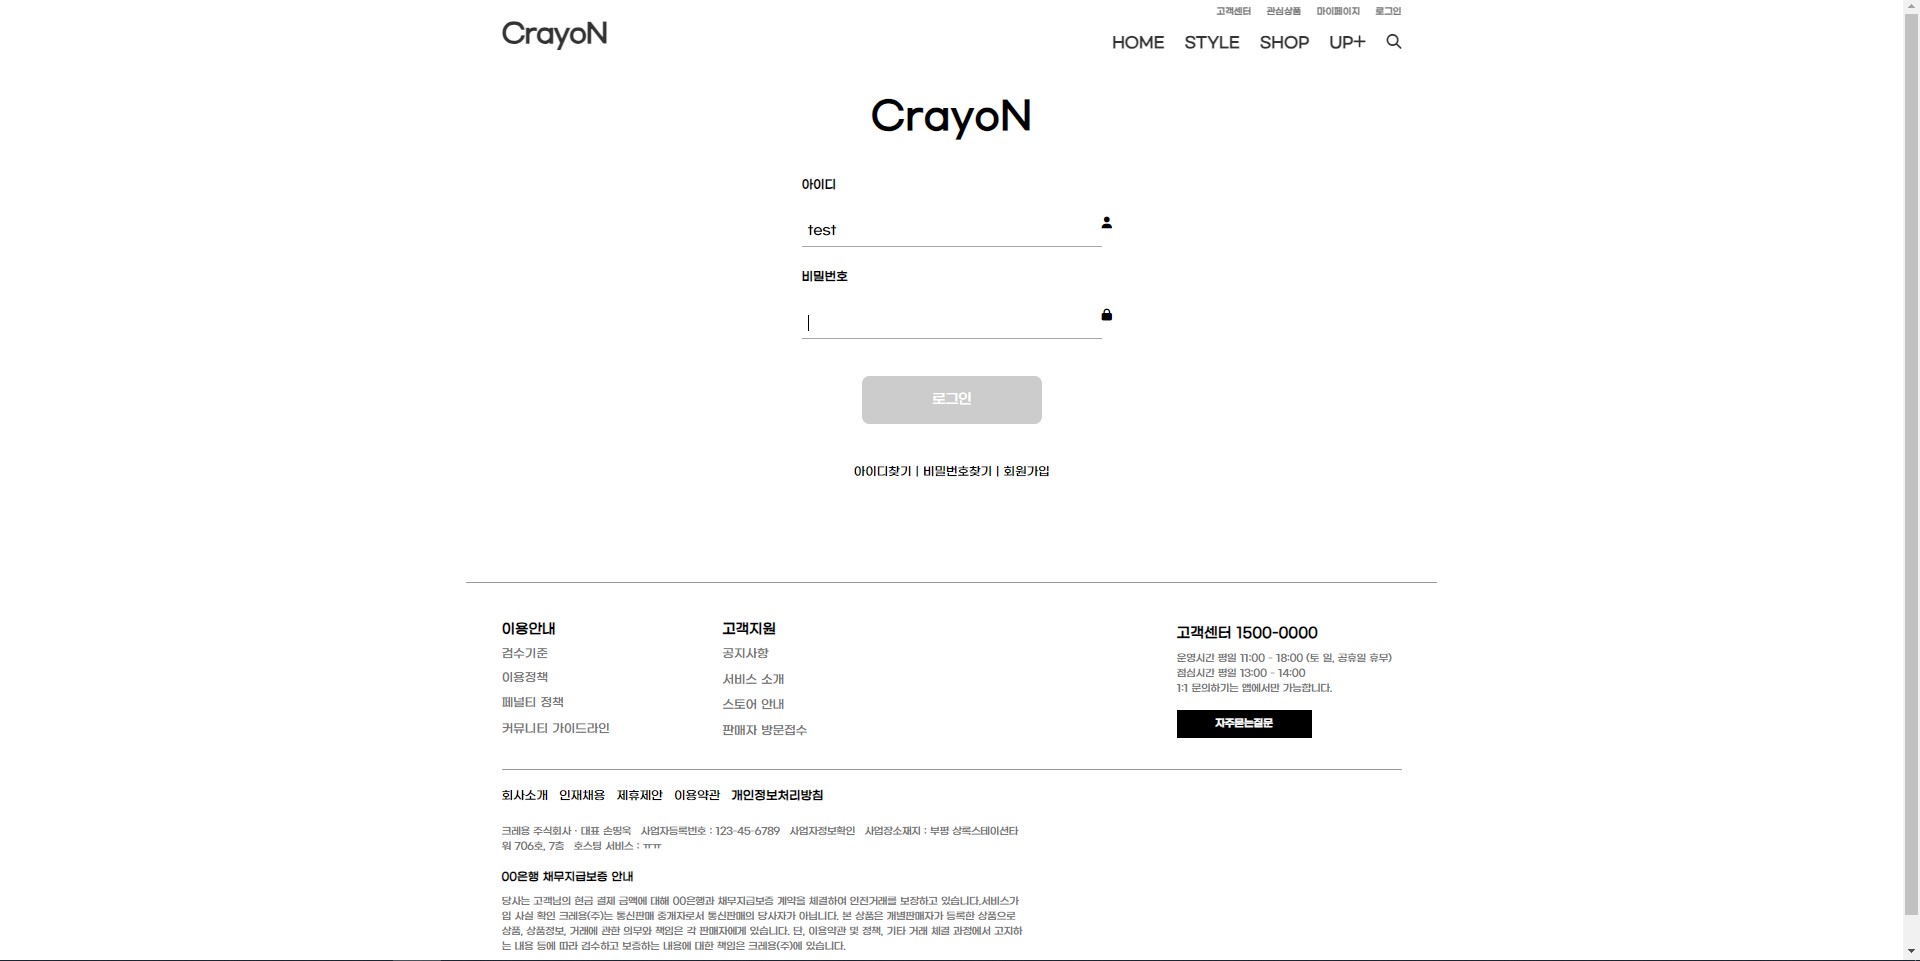 고객센터 관심상품 마이페이지 로그인
CrayoN
HOME STYLE SHOP UP+
CrayoN
아이디
test
비밀번호
로그인
아이디찾기 | 비밀번호찾기 | 회원가입
이용안내
검수기준
이용정책
페널티 정책
커뮤니티 가이드라인
고객지원
공지사항
서비스 소개
스토어 안내
판매자 방문접수
고객센터 1500-0000
운영시간 평일 11:00 - 18:00 (토 일, 공휴일 휴무)
점심시간 평일 13:00 - 14:00
1:1 문의하기는 앱에서만 가능합니다.
자주묻는질문
회사소개 인재채용 제휴제안 이용약관 개인정보처리방침
크레용 주식회사 · 대표 손띵욱 사업자등록번호 : 123-45-6789 사업자정보확인 사업장소재지 : 부평 상록스테이션타
워 706호, 7층 호스팅 서비스 : ㅠㅠ
00은행 채무지급보증 안내
당사는 고객님의 현금 결제 금액에 대해 00은행과 채무지급보증 계약을 체결하여 안전거래를 보장하고 있습니다.서비스가
입 사실 확인 크레용(주)는 통신판매 중개자로서 통신판매의 당사자가 아닙니다. 본 상품은 개별판매자가 등록한 상품으로
상품, 상품정보, 거래에 관한 의무와 책임은 각 판매자에게 있습니다. 단, 이용약관 및 정책, 기타 거래 체결 과정에서 고지하
는 내용 등에 따라 검수하고 보증하는 내용에 대한 책임은 크레용(주)에 있습니다.